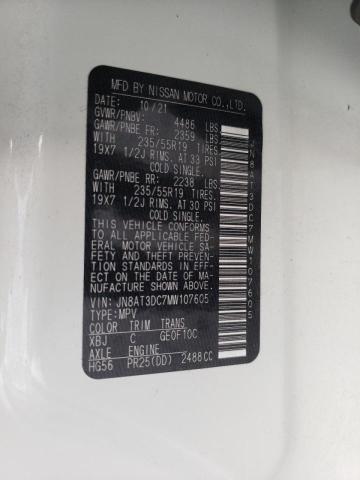 MFD BY NISSAN MOTOR CO.,LTD.
DATE: 10/21
GVWR/PNBV: 4486 LBS
GAWR/PNBE FR: 2359 LBS
WITH 235/55R19 TIRES
19X7 1/2J RIMS. AT 33 PSI
COLD SINGLE.
GAWR/PNBE RR: 2238 LBS
WITH 235/55R19 TIRES
19X7 1/2J RIMS. AT 30 PSI
COLD SINGLE.
THIS VEHICLE CONFORMS
TO ALL APPLICABLE FED-
ERAL MOTOR VEHICLE SA-
FETY AND THEFT PREVEN-
TION STANDARDS IN EFF-
ECT ON THE DATE OF MA-
NUFACTURE SHOWN ABOVE.
VIN: JN8AT3DC7MW107605
TYPE:MPV
COLOR TRIM TRANS
XBJ C GE0F10C
AXLE ENGINE
HG56 PR25(DD) 2488CC
JN8AT3DC7MW107605